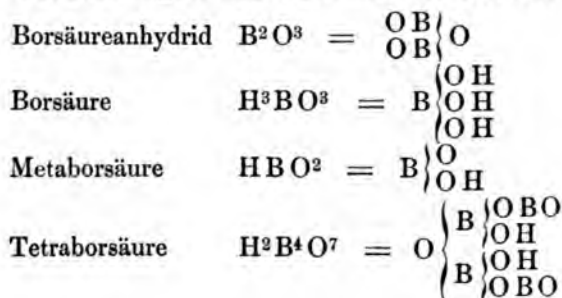 Borsäureanhydrid B²O³ = OB OB}O
Borsäure H³BO³ = B{OH OH OH
Metaborsäure HBO² = B}O OH
Tetraborsäure H²B⁴O⁷ = O{B}OBO OH B}OH OBO